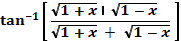 tan⁻¹ [ (√(1 + x) ı √(1 − x)) / (√(1 + x) + √(1 − x)) ]